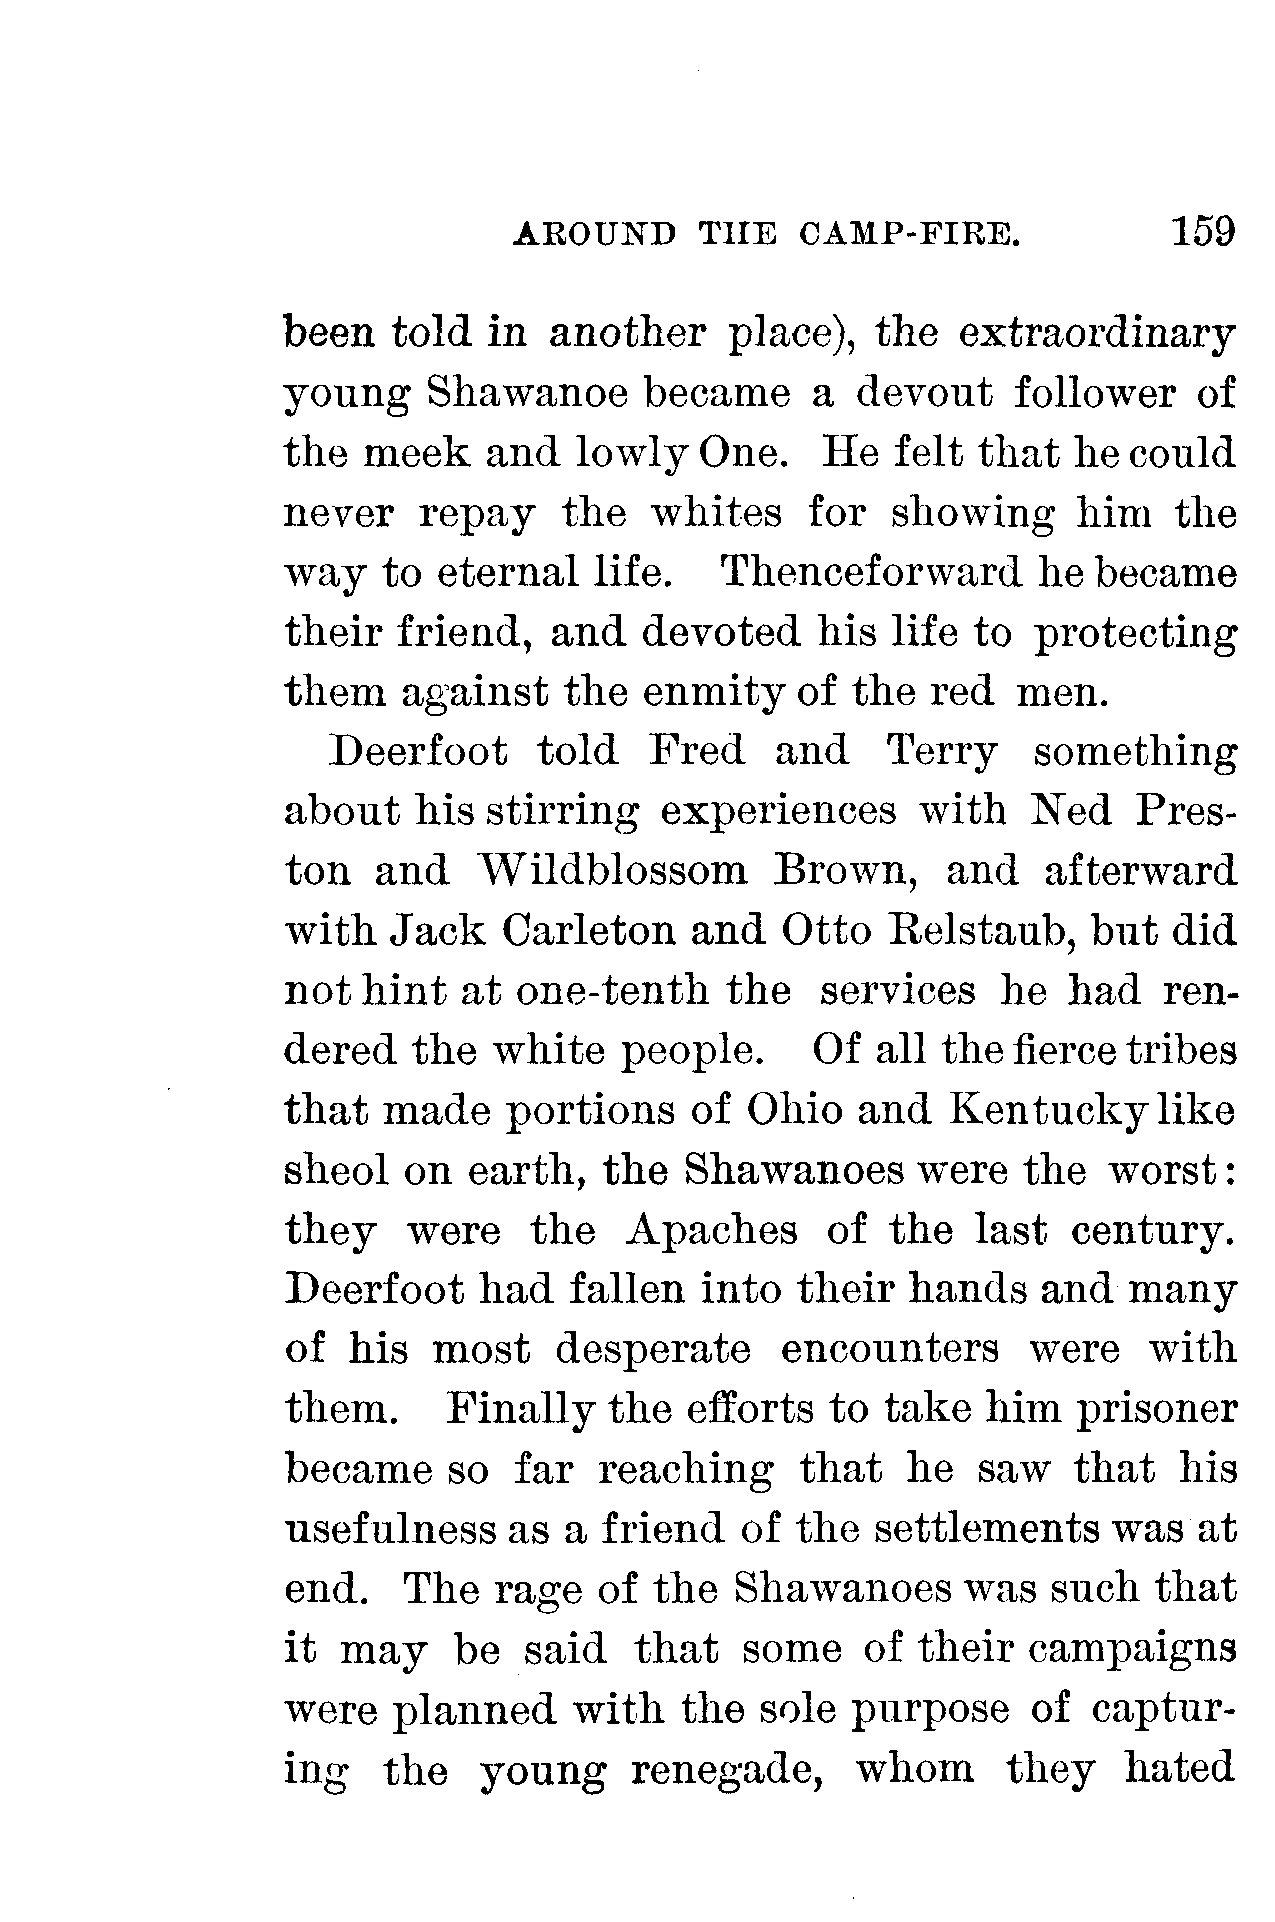 AROUND THE CAMP-FIRE. 159
been told in another place), the extraordinary
young Shawanoe became a devout follower of
the meek and lowly One. He felt that he could
never repay the whites for showing him the
way to eternal life. Thenceforward he became
their friend, and devoted his life to protecting
them against the enmity of the red men.
Deerfoot told Fred and Terry something
about his stirring experiences with Ned Pres-
ton and Wildblossom Brown, and afterward
with Jack Carleton and Otto Relstaub, but did
not hint at one-tenth the services he had ren-
dered the white people. Of all the fierce tribes
that made portions of Ohio and Kentucky like
sheol on earth, the Shawanoes were the worst:
they were the Apaches of the last century.
Deerfoot had fallen into their hands and many
of his most desperate encounters were with
them. Finally the efforts to take him prisoner
became so far reaching that he saw that his
usefulness as a friend of the settlements was at
end. The rage of the Shawanoes was such that
it may be said that some of their campaigns
were planned with the sole purpose of captur-
ing the young renegade, whom they hated